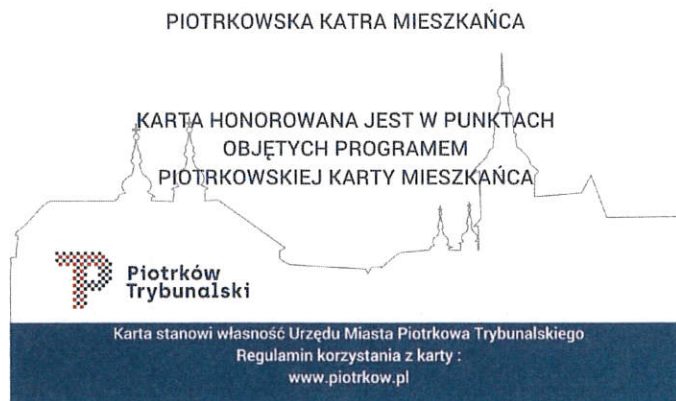 PIOTRKOWSKA KATRA MIESZKAŃCA
KARTA HONOROWANA JEST W PUNKTACH
OBJĘTYCH PROGRAMEM
PIOTRKOWSKIEJ KARTY MIESZKAŃCA
Piotrków
Trybunalski
Karta stanowi własność Urzędu Miasta Piotrkowa Trybunalskiego
Regulamin korzystania z karty :
www.piotrkow.pl